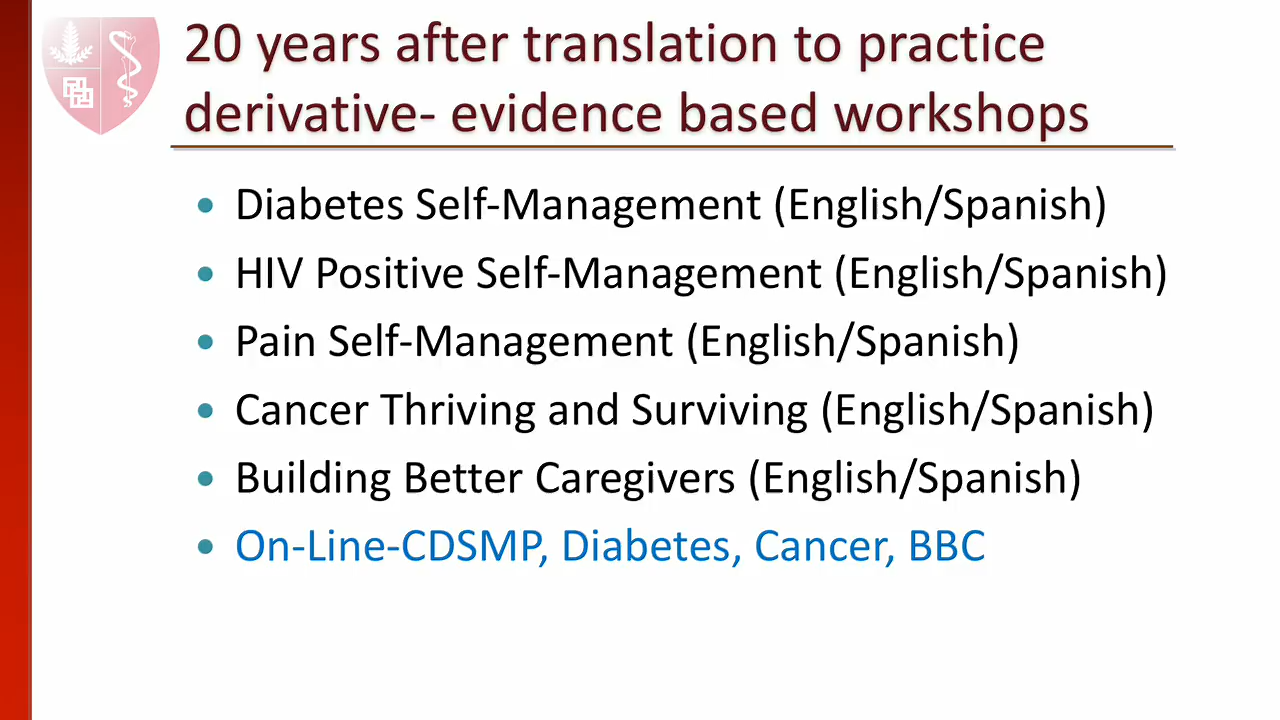 20 years after translation to practice
derivative- evidence based workshops
• Diabetes Self-Management (English/Spanish)
• HIV Positive Self-Management (English/Spanish)
• Pain Self-Management (English/Spanish)
• Cancer Thriving and Surviving (English/Spanish)
• Building Better Caregivers (English/Spanish)
• On-Line-CDSMP, Diabetes, Cancer, BBC